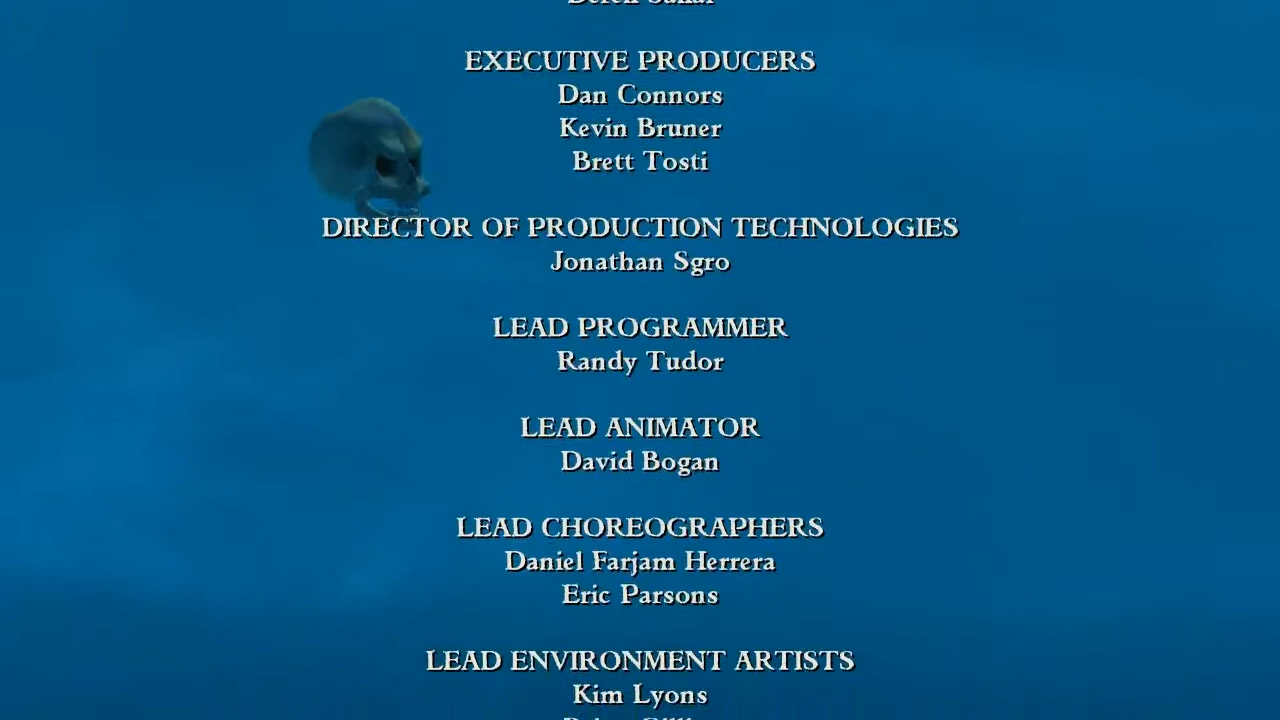 EXECUTIVE PRODUCERS
Dan Connors
Kevin Bruner
Brett Tosti
DIRECTOR OF PRODUCTION TECHNOLOGIES
Jonathan Sgro
LEAD PROGRAMMER
Randy Tudor
LEAD ANIMATOR
David Bogan
LEAD CHOREOGRAPHERS
Daniel Farjam Herrera
Eric Parsons
LEAD ENVIRONMENT ARTISTS
Kim Lyons